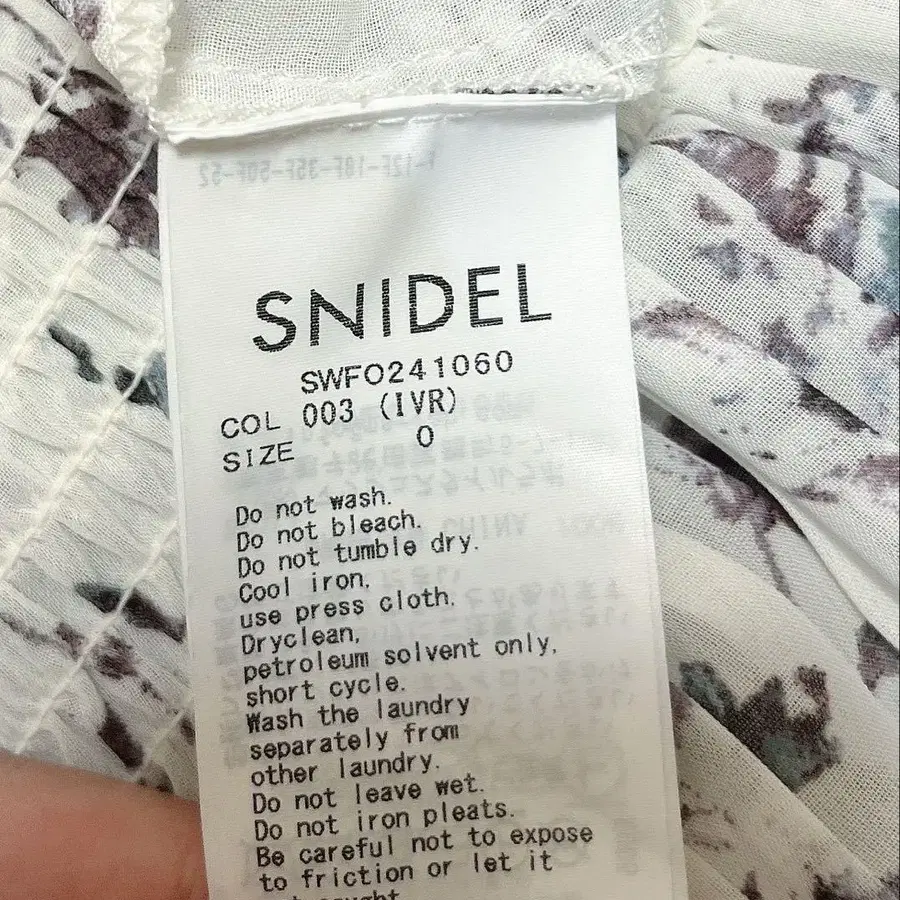 SNIDEL
SWFO241060
COL 003 (IVR)
SIZE 0
Do not wash.
Do not bleach.
Do not tumble dry.
Cool iron,
use press cloth.
Dryclean,
petroleum solvent only,
short cycle.
Wash the laundry
separately from
other laundry.
Do not leave wet.
Do not iron pleats.
Be careful not to expose
to friction or let it